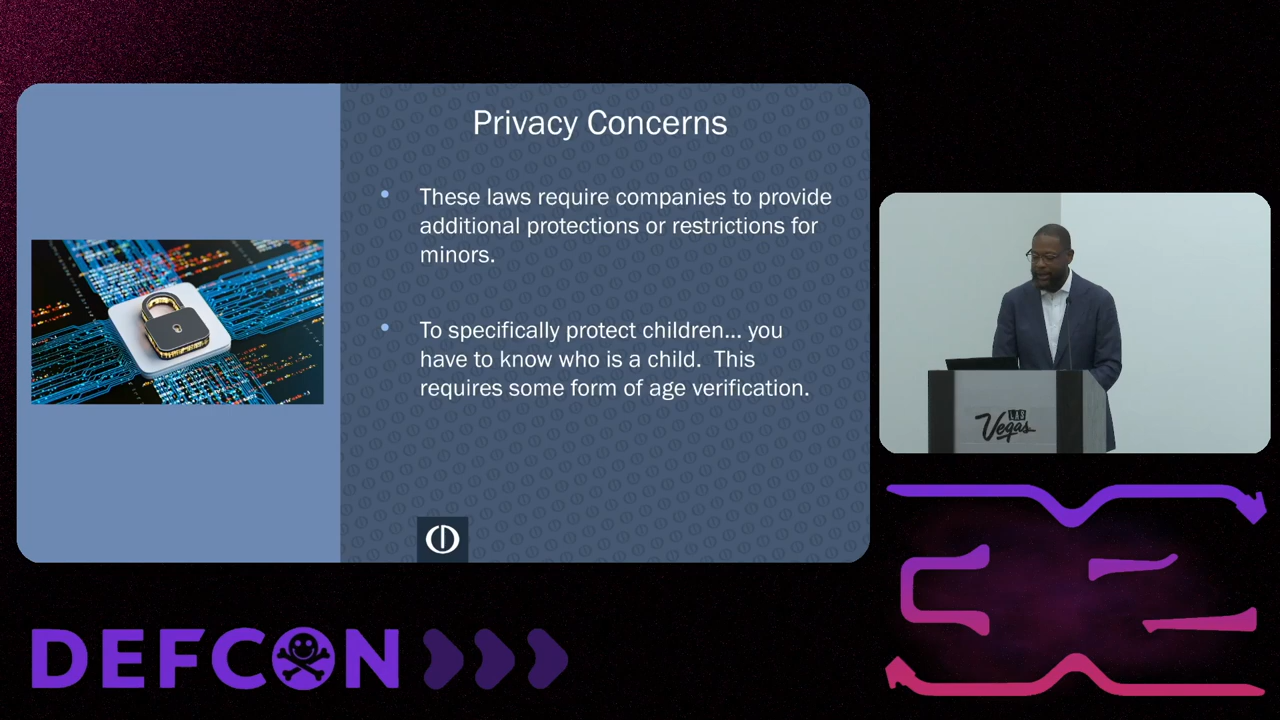 Privacy Concerns
These laws require companies to provide
additional protections or restrictions for
minors.
To specifically protect children... you
have to know who is a child.  This
requires some form of age verification.
LAS
Vegas
DEFCON